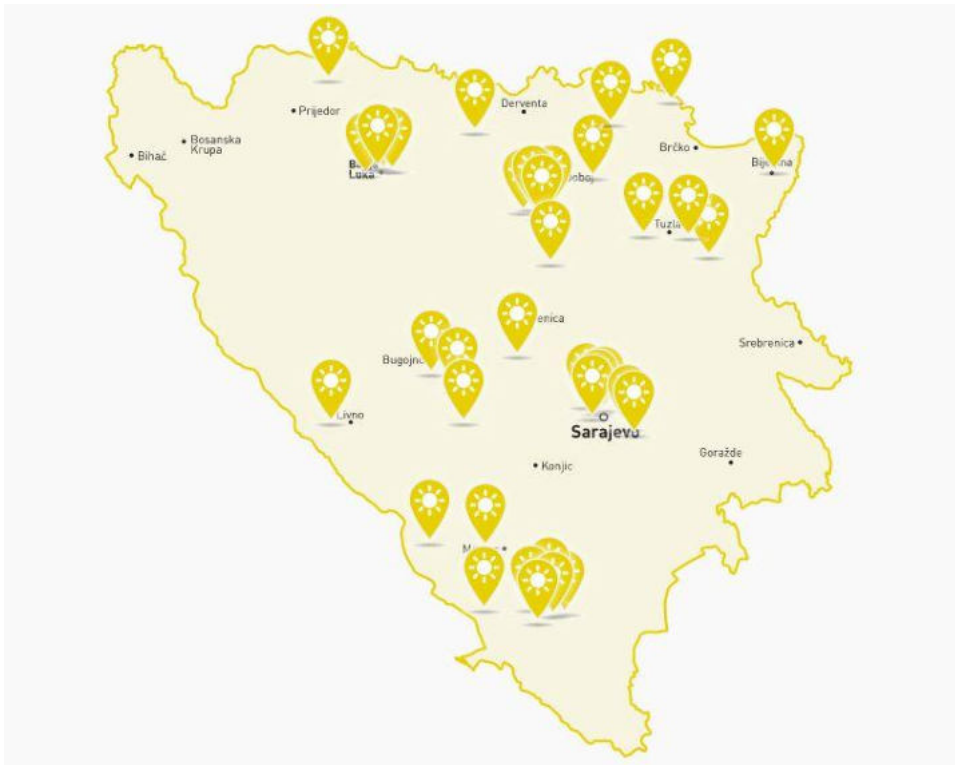 Derventa
Prijedor
Bosanska
Krupa
Bihać
Brčko
Tuzla
Srebrenica
Bugojno
Livno
Sarajevo
Goražde
Konjic